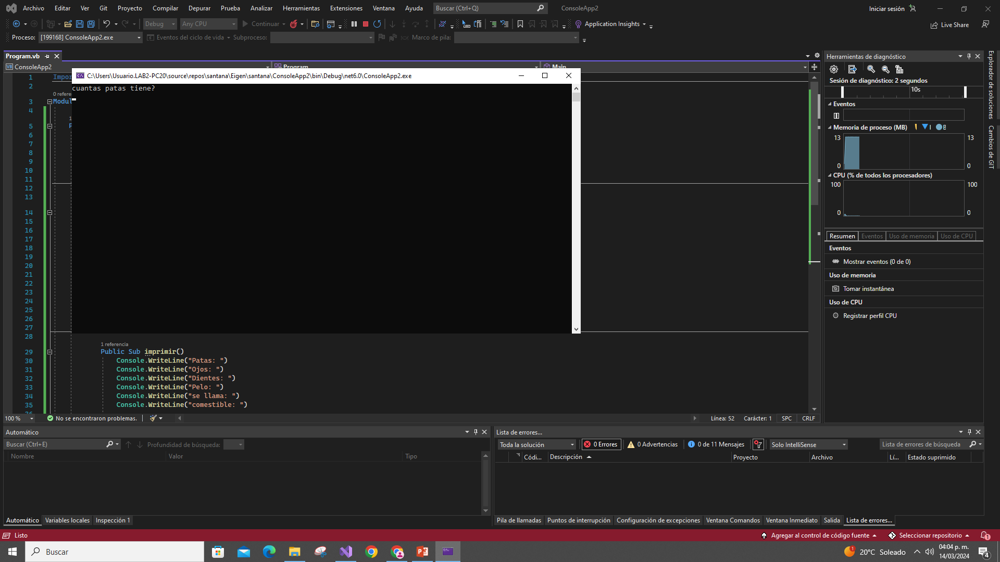 Archivo Editar Ver Git Proyecto Compilar Depurar Prueba Analizar Herramientas Extensiones Ventana Ayuda Buscar (Ctrl+Q) ConsoleApp2 Iniciar sesión
Debug Any CPU Continuar Application Insights Live Share
Proceso: [199168] ConsoleApp2.exe Eventos del ciclo de vida Subproceso: Marco de pila:
Program.vb
VB ConsoleApp2 Program Main
C:\Users\Usuario.LAB2-PC20\source\repos\santana\Eigen\santana\ConsoleApp2\bin\Debug\net6.0\ConsoleApp2.exe
cuantas patas tiene?
1 Impor
2
0 refere
3 Modul
4
1
5 P
6
7
8
9
10
11
12
13
14
15
16
17
18
19
20
21
22
23
24
25
26
27
28
1 referencia
29 Public Sub imprimir()
30 Console.WriteLine("Patas: ")
31 Console.WriteLine("Ojos: ")
32 Console.WriteLine("Dientes: ")
33 Console.WriteLine("Pelo: ")
34 Console.WriteLine("se llama: ")
35 Console.WriteLine("comestible: ")
100 % No se encontraron problemas. Línea: 52 Carácter: 1 SPC CRLF
Herramientas de diagnóstico
Sesión de diagnóstico: 2 segundos
10s
Eventos
Memoria de proceso (MB) I B
13 13
0 0
CPU (% de todos los procesadores)
100 100
0 0
Resumen Eventos Uso de memoria Uso de CPU
Eventos
Mostrar eventos (0 de 0)
Uso de memoria
Tomar instantánea
Uso de CPU
Registrar perfil CPU
Explorador de soluciones
Cambios de GIT
Automático
Buscar (Ctrl+E) Profundidad de búsqueda:
Nombre Valor Tipo
Automático Variables locales Inspección 1
Lista de errores...
Toda la solución 0 Errores 0 Advertencias 0 de 11 Mensajes Solo IntelliSense Lista de errores de búsqueda
Códi... Descripción Proyecto Archivo Lí... Estado suprimido
Pila de llamadas Puntos de interrupción Configuración de excepciones Ventana Comandos Ventana Inmediato Salida Lista de errores...
Listo Agregar al control de código fuente Seleccionar repositorio 1
Buscar 1 20°C Soleado 04:04 p. m.
14/03/2024 4